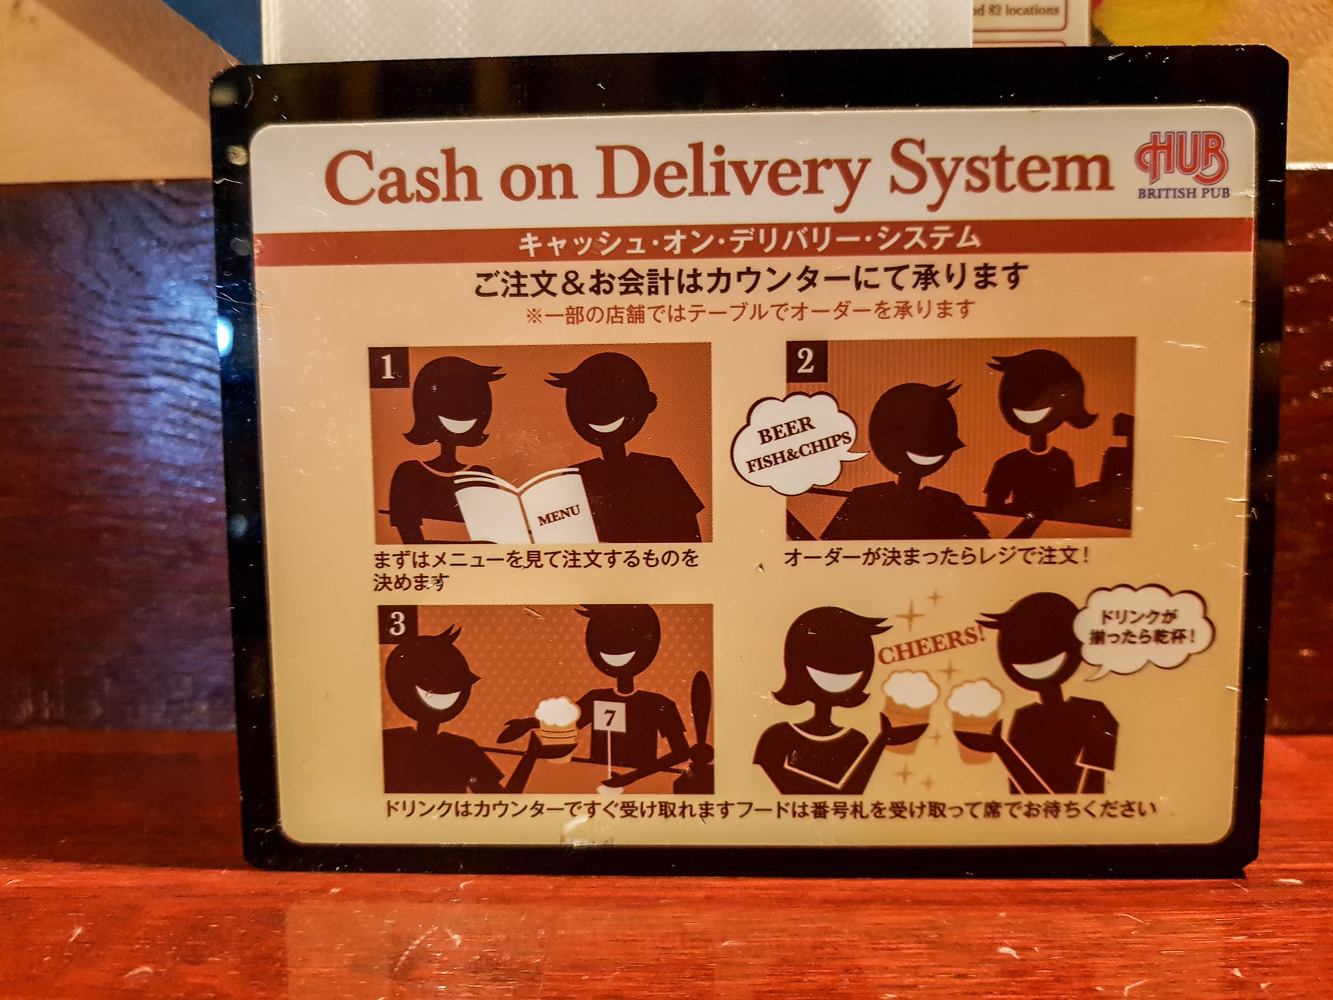 82 locations
Cash on Delivery System
HUB
BRITISH PUB
キャッシュ・オン・デリバリー・システム
ご注文&お会計はカウンターにて承ります
※一部の店舗ではテーブルでオーダーを承ります
1
MENU
まずはメニューを見て注文するものを
決めます
2
BEER
FISH&CHIPS
オーダーが決まったらレジで注文!
3
7
CHEERS!
ドリンクが
揃ったら乾杯!
ドリンクはカウンターですぐ受け取れますフードは番号札を受け取って席でお待ちください